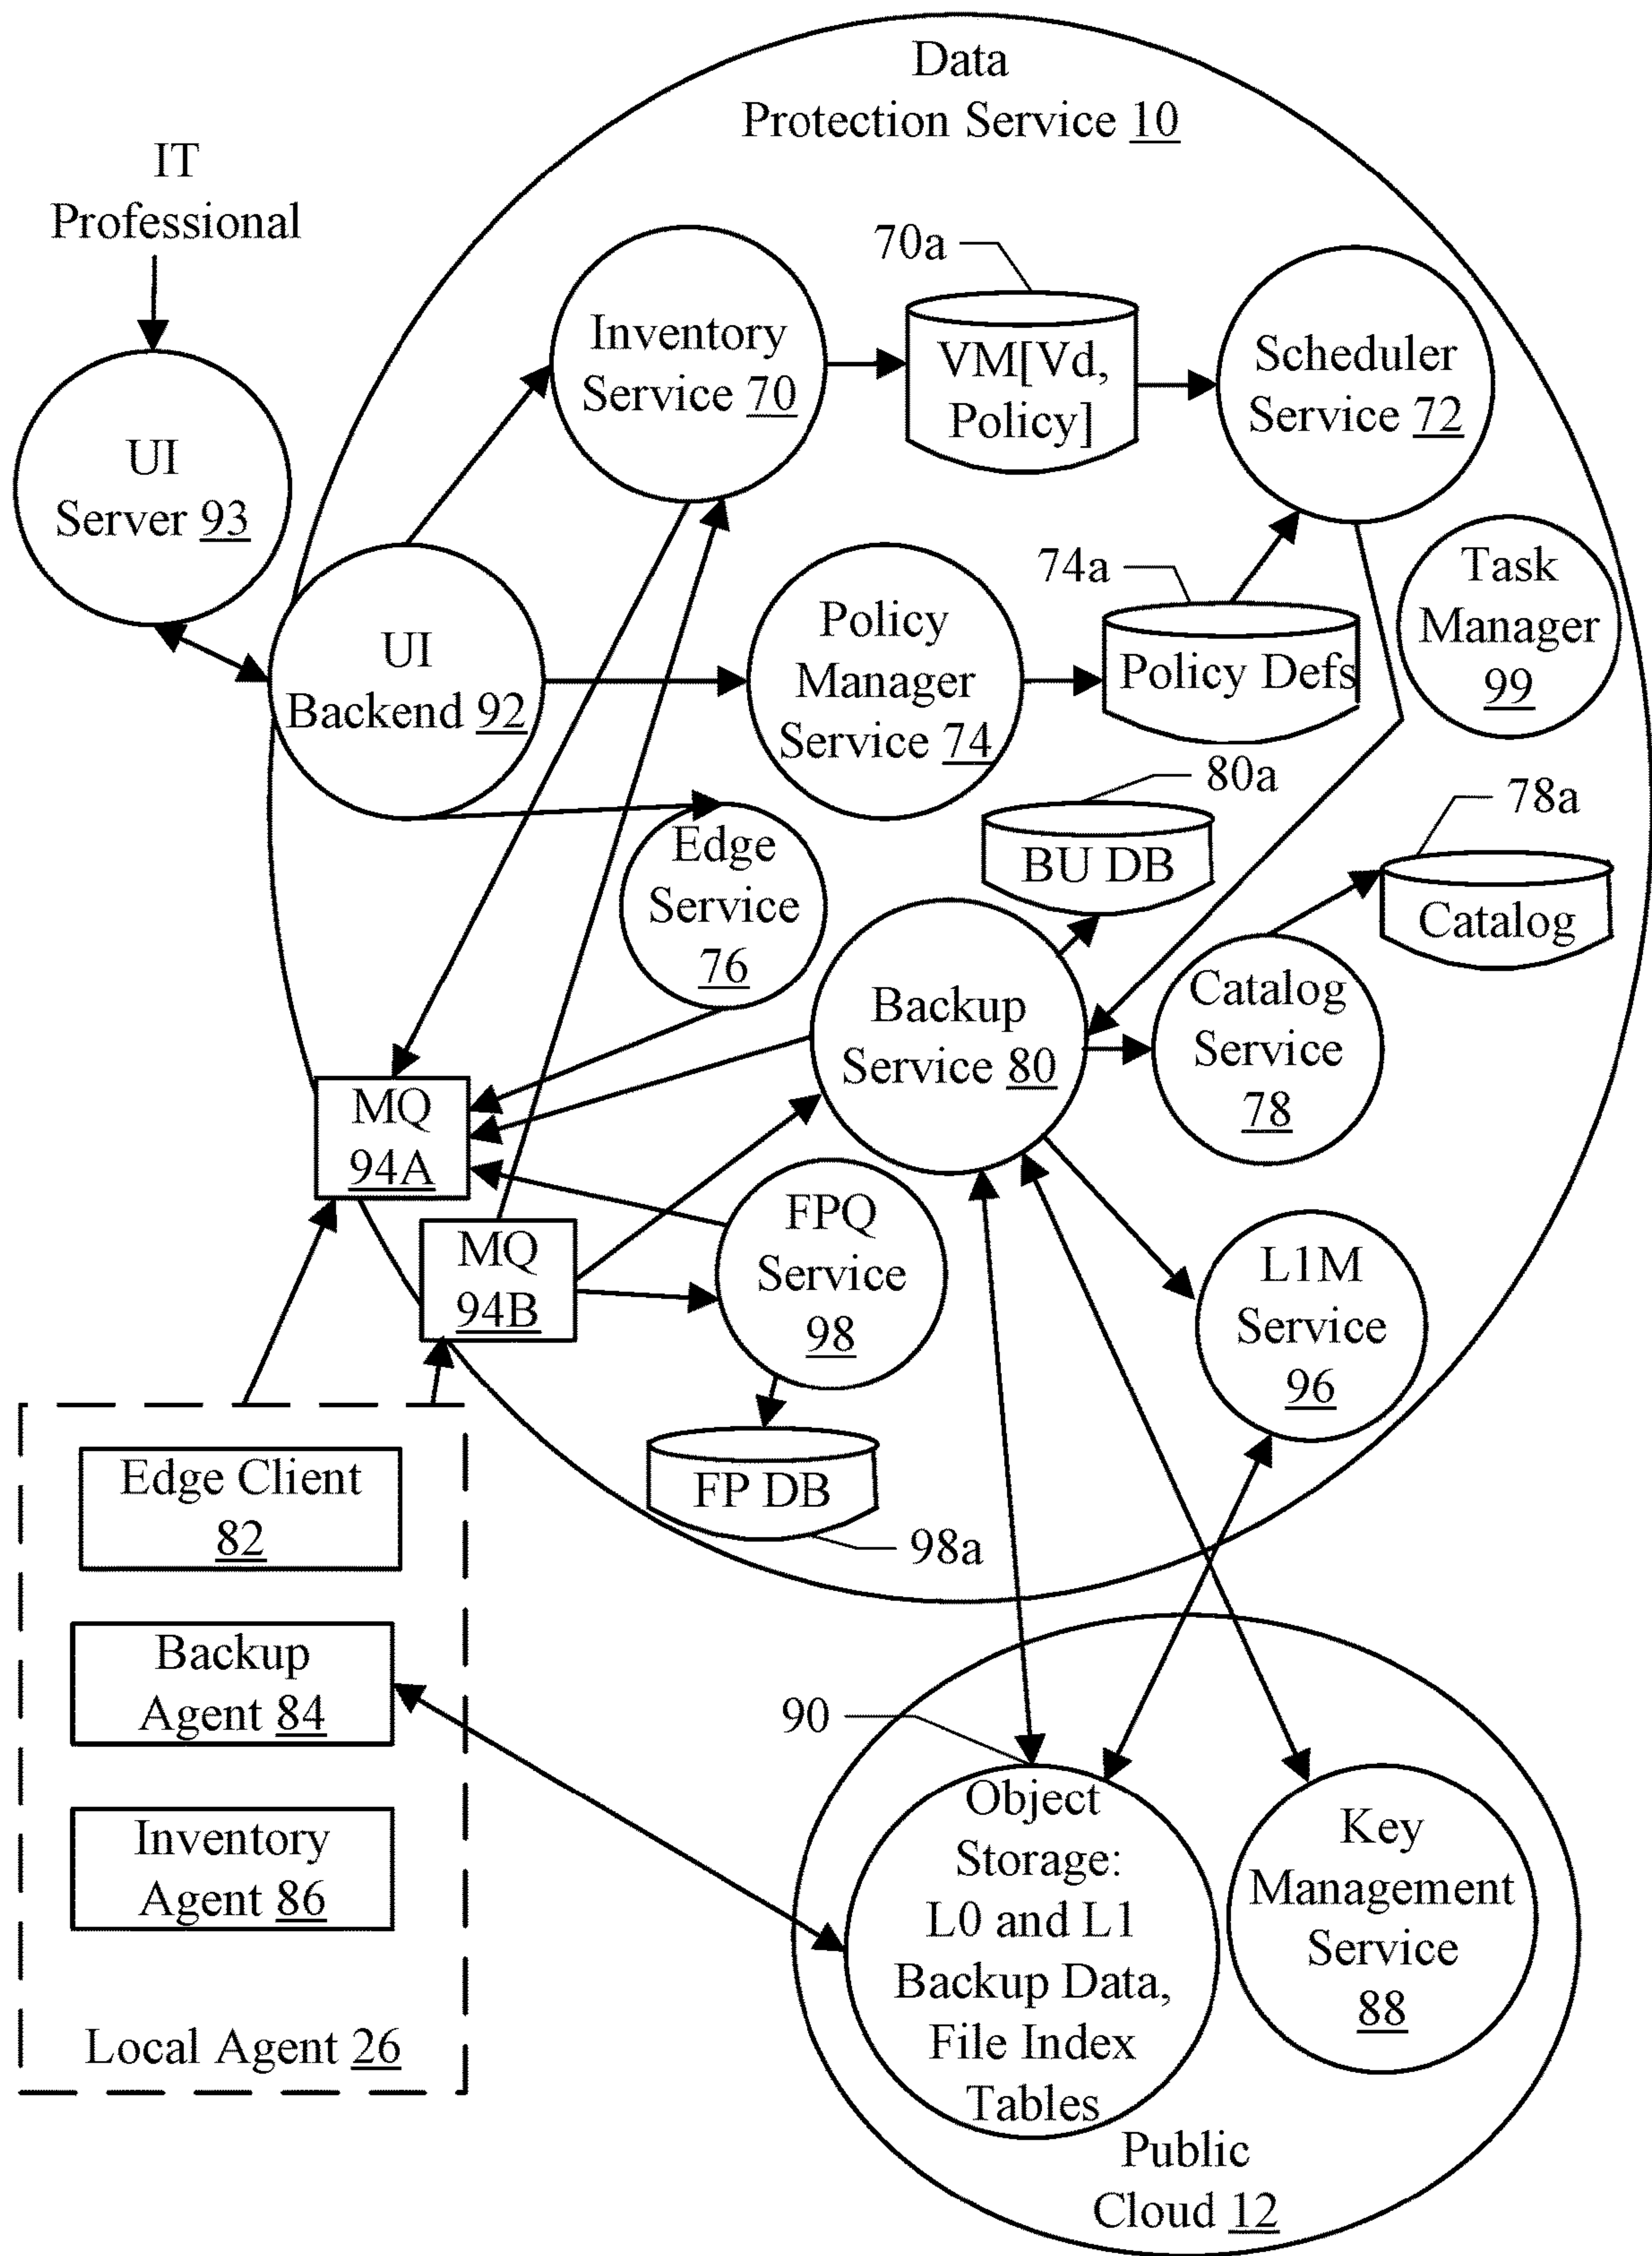 Data
Protection Service 10
IT
Professional
70a
Inventory
Service 70
VM[Vd,
Policy]
Scheduler
Service 72
UI
Server 93
74a
Task
Manager
99
Policy
Manager
Service 74
UI
Backend 92
Policy Defs
80a
78a
Edge
Service
76
BU DB
Catalog
Backup
Service 80
Catalog
Service
78
MQ
94A
FPQ
Service
98
MQ
94B
L1M
Service
96
Edge Client
82
FP DB
98a
Backup
Agent 84
90
Inventory
Agent 86
Object
Storage:
L0 and L1
Backup Data,
File Index
Tables
Key
Management
Service
88
Local Agent 26
Public
Cloud 12